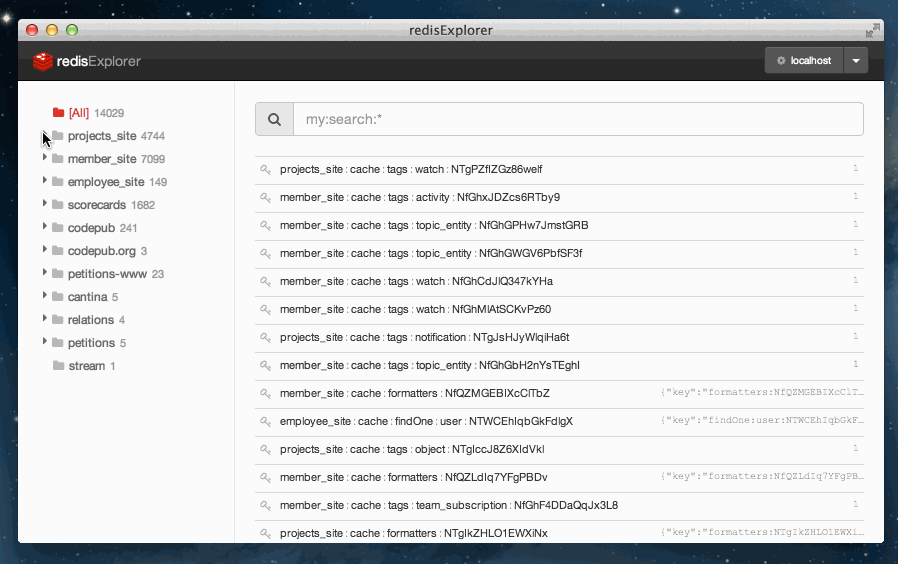 redisExplorer
redisExplorer
localhost
[All] 14029
projects_site 4744
member_site 7099
employee_site 149
scorecards 1682
codepub 241
codepub.org 3
petitions-www 23
cantina 5
relations 4
petitions 5
stream 1
my:search:*
projects_site : cache : tags : watch : NTgPZflZGz86welf 1
member_site : cache : tags : activity : NfGhxJDZcs6RTby9 1
member_site : cache : tags : topic_entity : NfGhGPHw7JmstGRB 1
member_site : cache : tags : topic_entity : NfGhGWGV6PbfSF3f 1
member_site : cache : tags : watch : NfGhCdJlQ347kYHa 1
member_site : cache : tags : watch : NfGhMlAtSCKvPz60 1
projects_site : cache : tags : notification : NTgJsHJyWlqiHa6t 1
member_site : cache : tags : topic_entity : NfGhGbH2nYsTEghI 1
member_site : cache : formatters : NfQZMGEBIXcClTbZ {"key":"formatters:NfQZMGEBIXcClT…
employee_site : cache : findOne : user : NTWCEhIqbGkFdlgX {"key":"findOne:user:NTWCEhIqbGkF…
projects_site : cache : tags : object : NTglccJ8Z6XldVkl 1
member_site : cache : formatters : NfQZLdIq7YFgPBDv {"key":"formatters:NfQZLdIq7YFgPB…
member_site : cache : tags : team_subscription : NfGhF4DDaQqJx3L8 1
projects_site : cache : formatters : NTgIkZHLO1EWXiNx {"key":"formatters:NTgIkZHLO1EWXi…